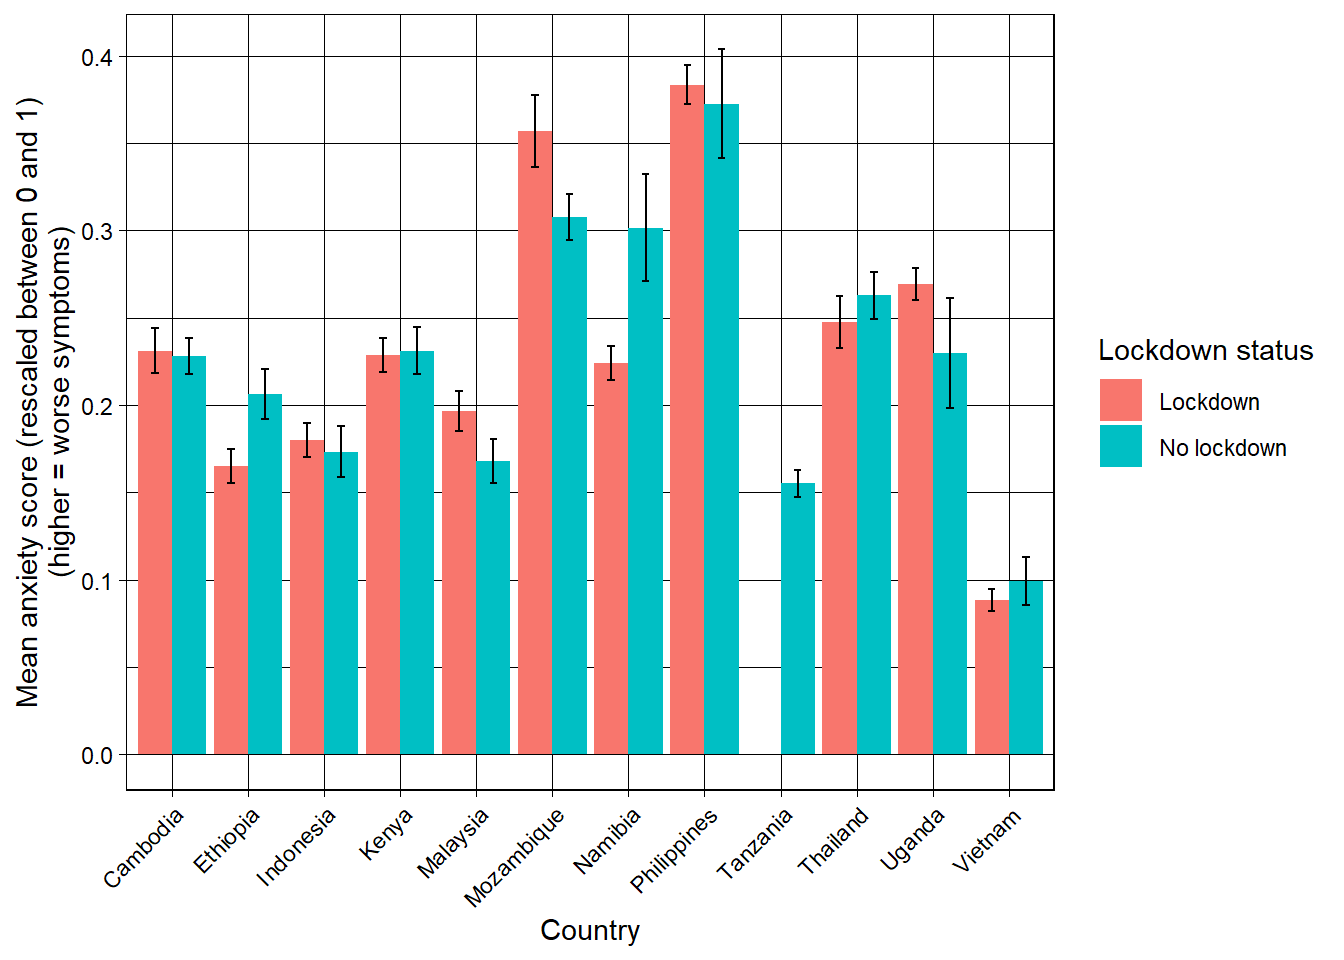 Mean anxiety score (rescaled between 0 and 1)
(higher = worse symptoms)
0.4
0.3
0.2
0.1
0.0
Cambodia
Ethiopia
Indonesia
Kenya
Malaysia
Mozambique
Namibia
Philippines
Tanzania
Thailand
Uganda
Vietnam
Country
Lockdown status
Lockdown
No lockdown